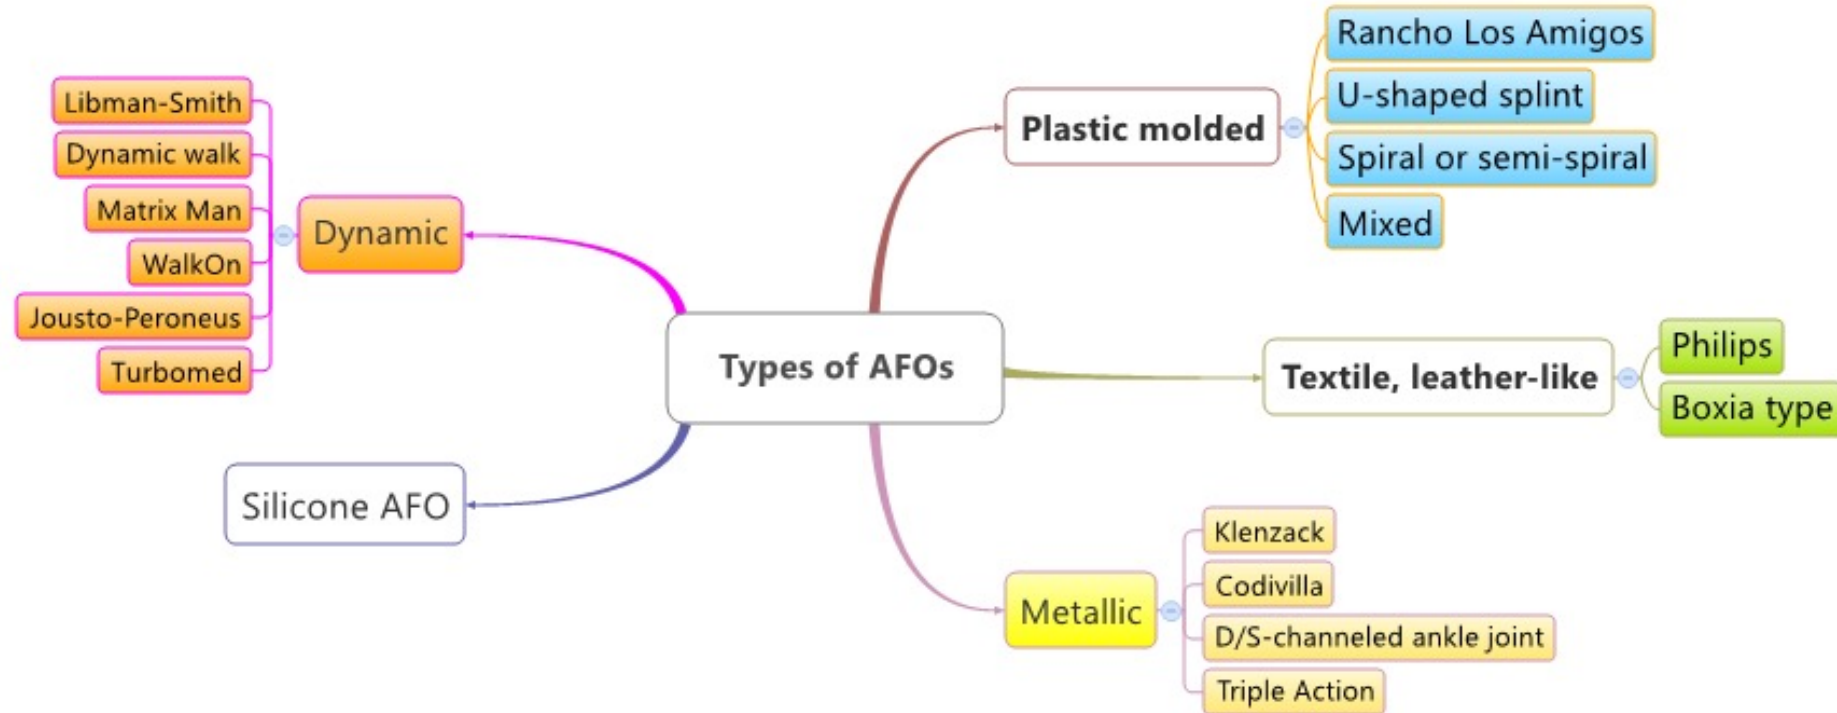 Types of AFOs
Plastic molded
Rancho Los Amigos
U-shaped splint
Spiral or semi-spiral
Mixed
Textile, leather-like
Philips
Boxia type
Metallic
Klenzack
Codivilla
D/S-channeled ankle joint
Triple Action
Dynamic
Libman-Smith
Dynamic walk
Matrix Man
WalkOn
Jousto-Peroneus
Turbomed
Silicone AFO